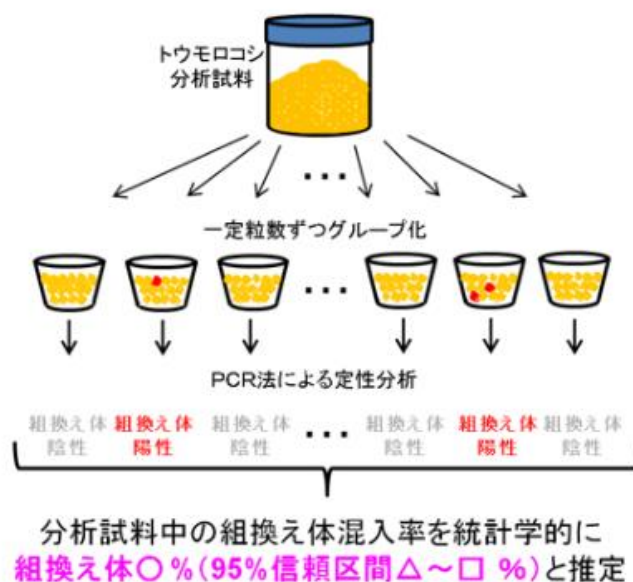 トウモロコシ
分析試料
・・・
一定粒数ずつグループ化
・・・
PCR法による定性分析
組換え体 組換え体 組換え体 ・・・ 組換え体 組換え体 組換え体
陰性 陽性 陰性 陰性 陽性 陰性
分析試料中の組換え体混入率を統計学的に
組換え体〇%(95%信頼区間△～□ %)と推定